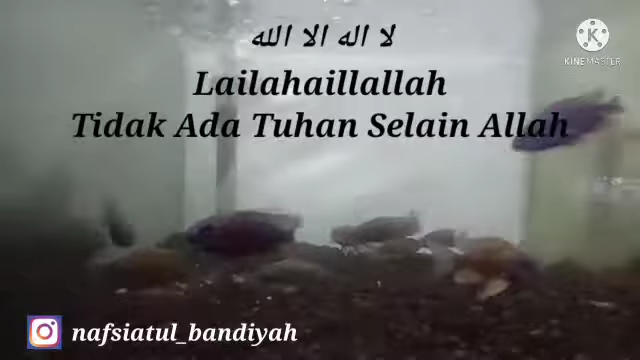 لا اله الا الله
Lailahaillallah
Tidak Ada Tuhan Selain Allah
KINEMASTER
nafsiatul_bandiyah